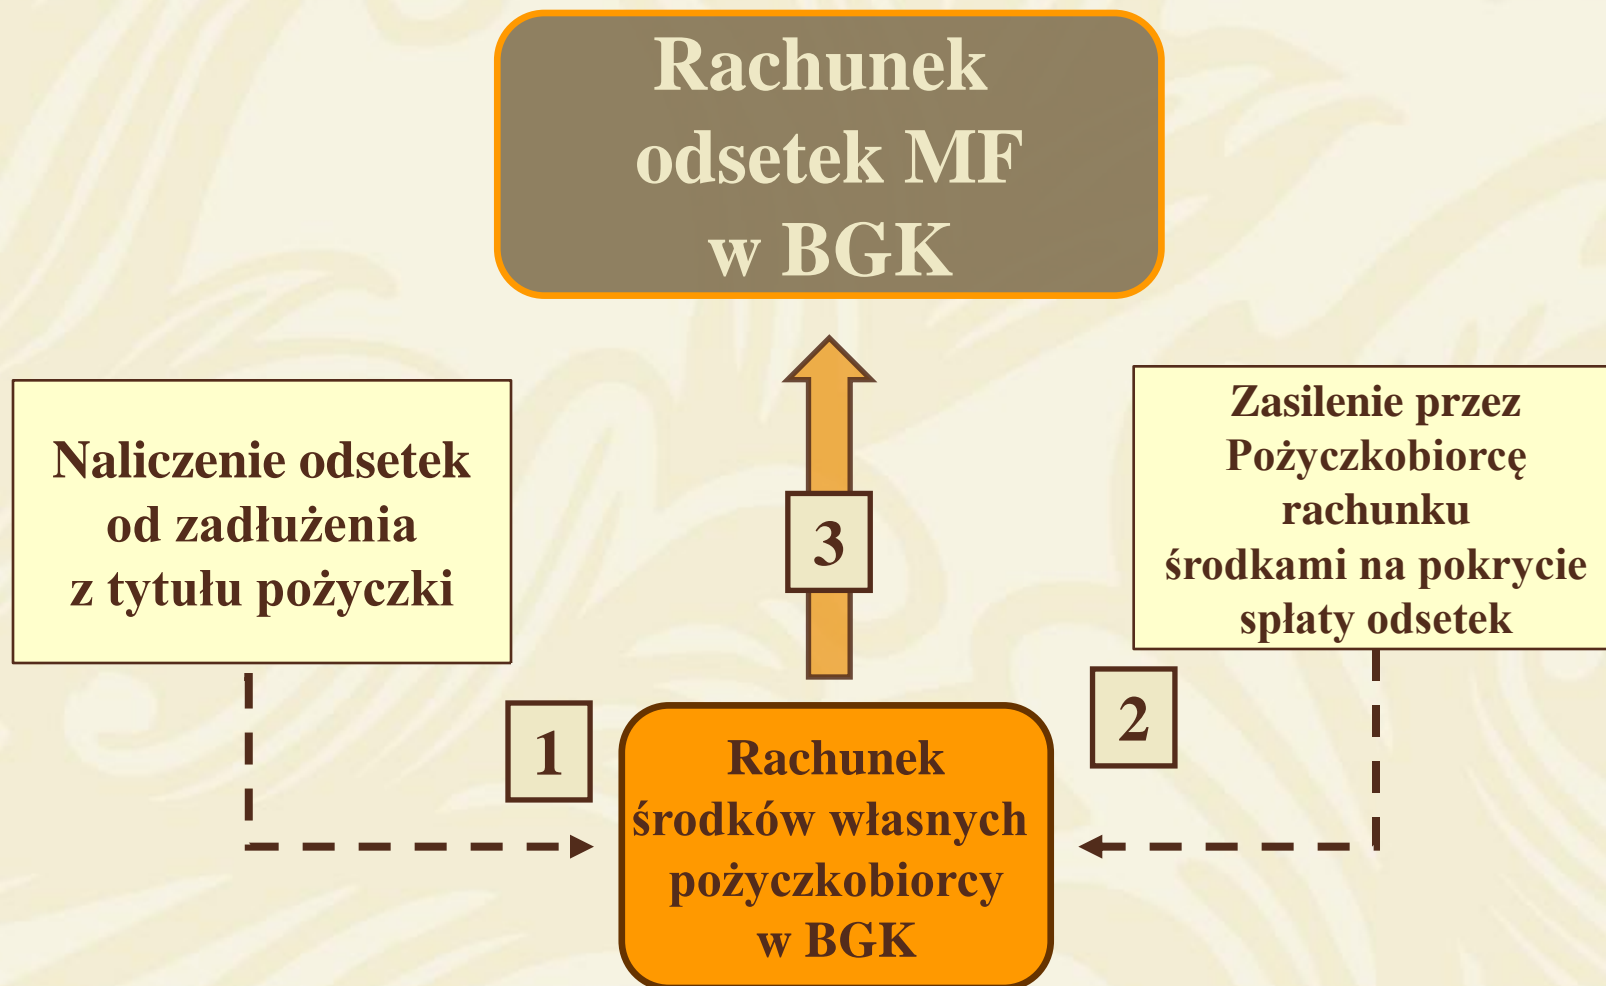 Rachunek
odsetek MF
w BGK
Naliczenie odsetek
od zadłużenia
z tytułu pożyczki
Zasilenie przez
Pożyczkobiorcę
rachunku
środkami na pokrycie
spłaty odsetek
3
1
2
Rachunek
środków własnych
pożyczkobiorcy
w BGK